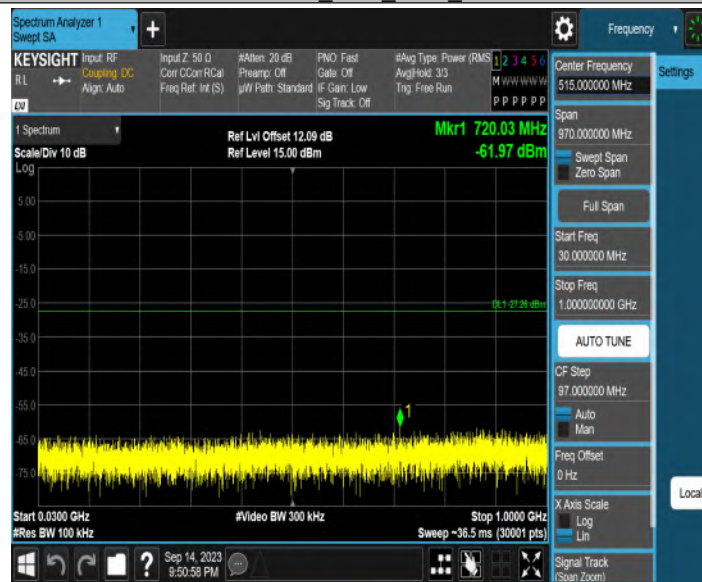 Spectrum Analyzer 1
Swept SA
+
Frequency
KEYSIGHT
RL
LXI
Input: RF
Coupling: DC
Align: Auto
Input Z: 50 Ω
Corr CCorr RCal
Freq Ref: Int (S)
#Atten: 20 dB
Preamp: Off
µW Path: Standard
PNO: Fast
Gate: Off
IF Gain: Low
Sig Track: Off
#Avg Type: Power (RMS
Avg|Hold: 3/3
Trig: Free Run
1 2 3 4 5 6
M W W W W W
P P P P P P
1 Spectrum
Scale/Div 10 dB
Log
Ref Lvl Offset 12.09 dB
Ref Level 15.00 dBm
Mkr1 720.03 MHz
-61.97 dBm
5.00
-5.00
-15.0
-25.0
DL1 -27.26 dBm
-35.0
-45.0
-55.0
1
-65.0
-75.0
Start 0.0300 GHz
#Res BW 100 kHz
#Video BW 300 kHz
Stop 1.0000 GHz
Sweep ~36.5 ms (30001 pts)
?
Sep 14, 2023
9:50:58 PM
Center Frequency
515.000000 MHz
Span
970.000000 MHz
Swept Span
Zero Span
Full Span
Start Freq
30.000000 MHz
Stop Freq
1.000000000 GHz
AUTO TUNE
CF Step
97.000000 MHz
Auto
Man
Freq Offset
0 Hz
X Axis Scale
Log
Lin
Signal Track
(Span Zoom)
Settings
Local